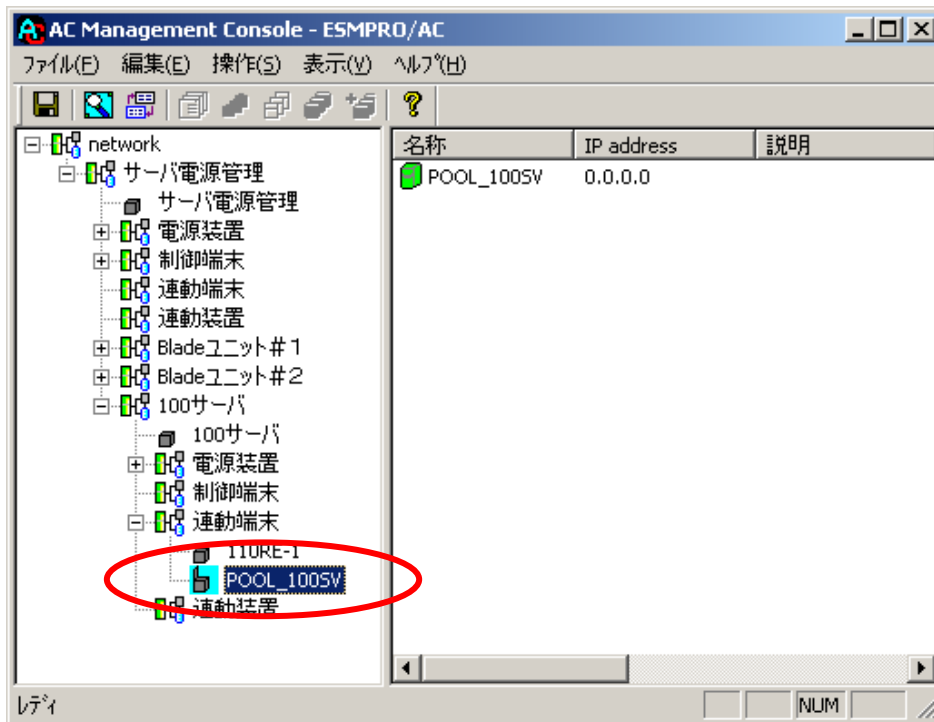 AC Management Console - ESMPRO/AC
ﾌｧｲﾙ(F) 編集(E) 操作(S) 表示(V) ﾍﾙﾌﾟ(H)
network
サーバ電源管理
サーバ電源管理
電源装置
制御端末
連動端末
連動装置
Bladeユニット#1
Bladeユニット#2
100サーバ
100サーバ
電源装置
制御端末
連動端末
110RE-1
POOL_100SV
連動装置
名称 IP address 説明
POOL_100SV 0.0.0.0
ﾚﾃﾞｨ NUM